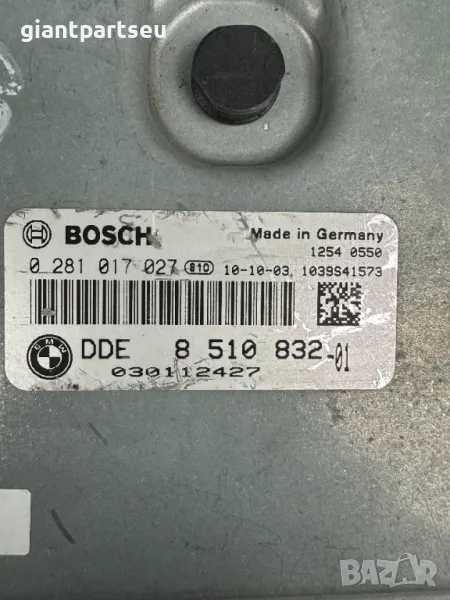 giantpartseu
BOSCH
Made in Germany
1254 0550
0 281 017 027 810 10-10-03 1039S41573
BMW DDE 8 510 832-01
030112427
BAZAR